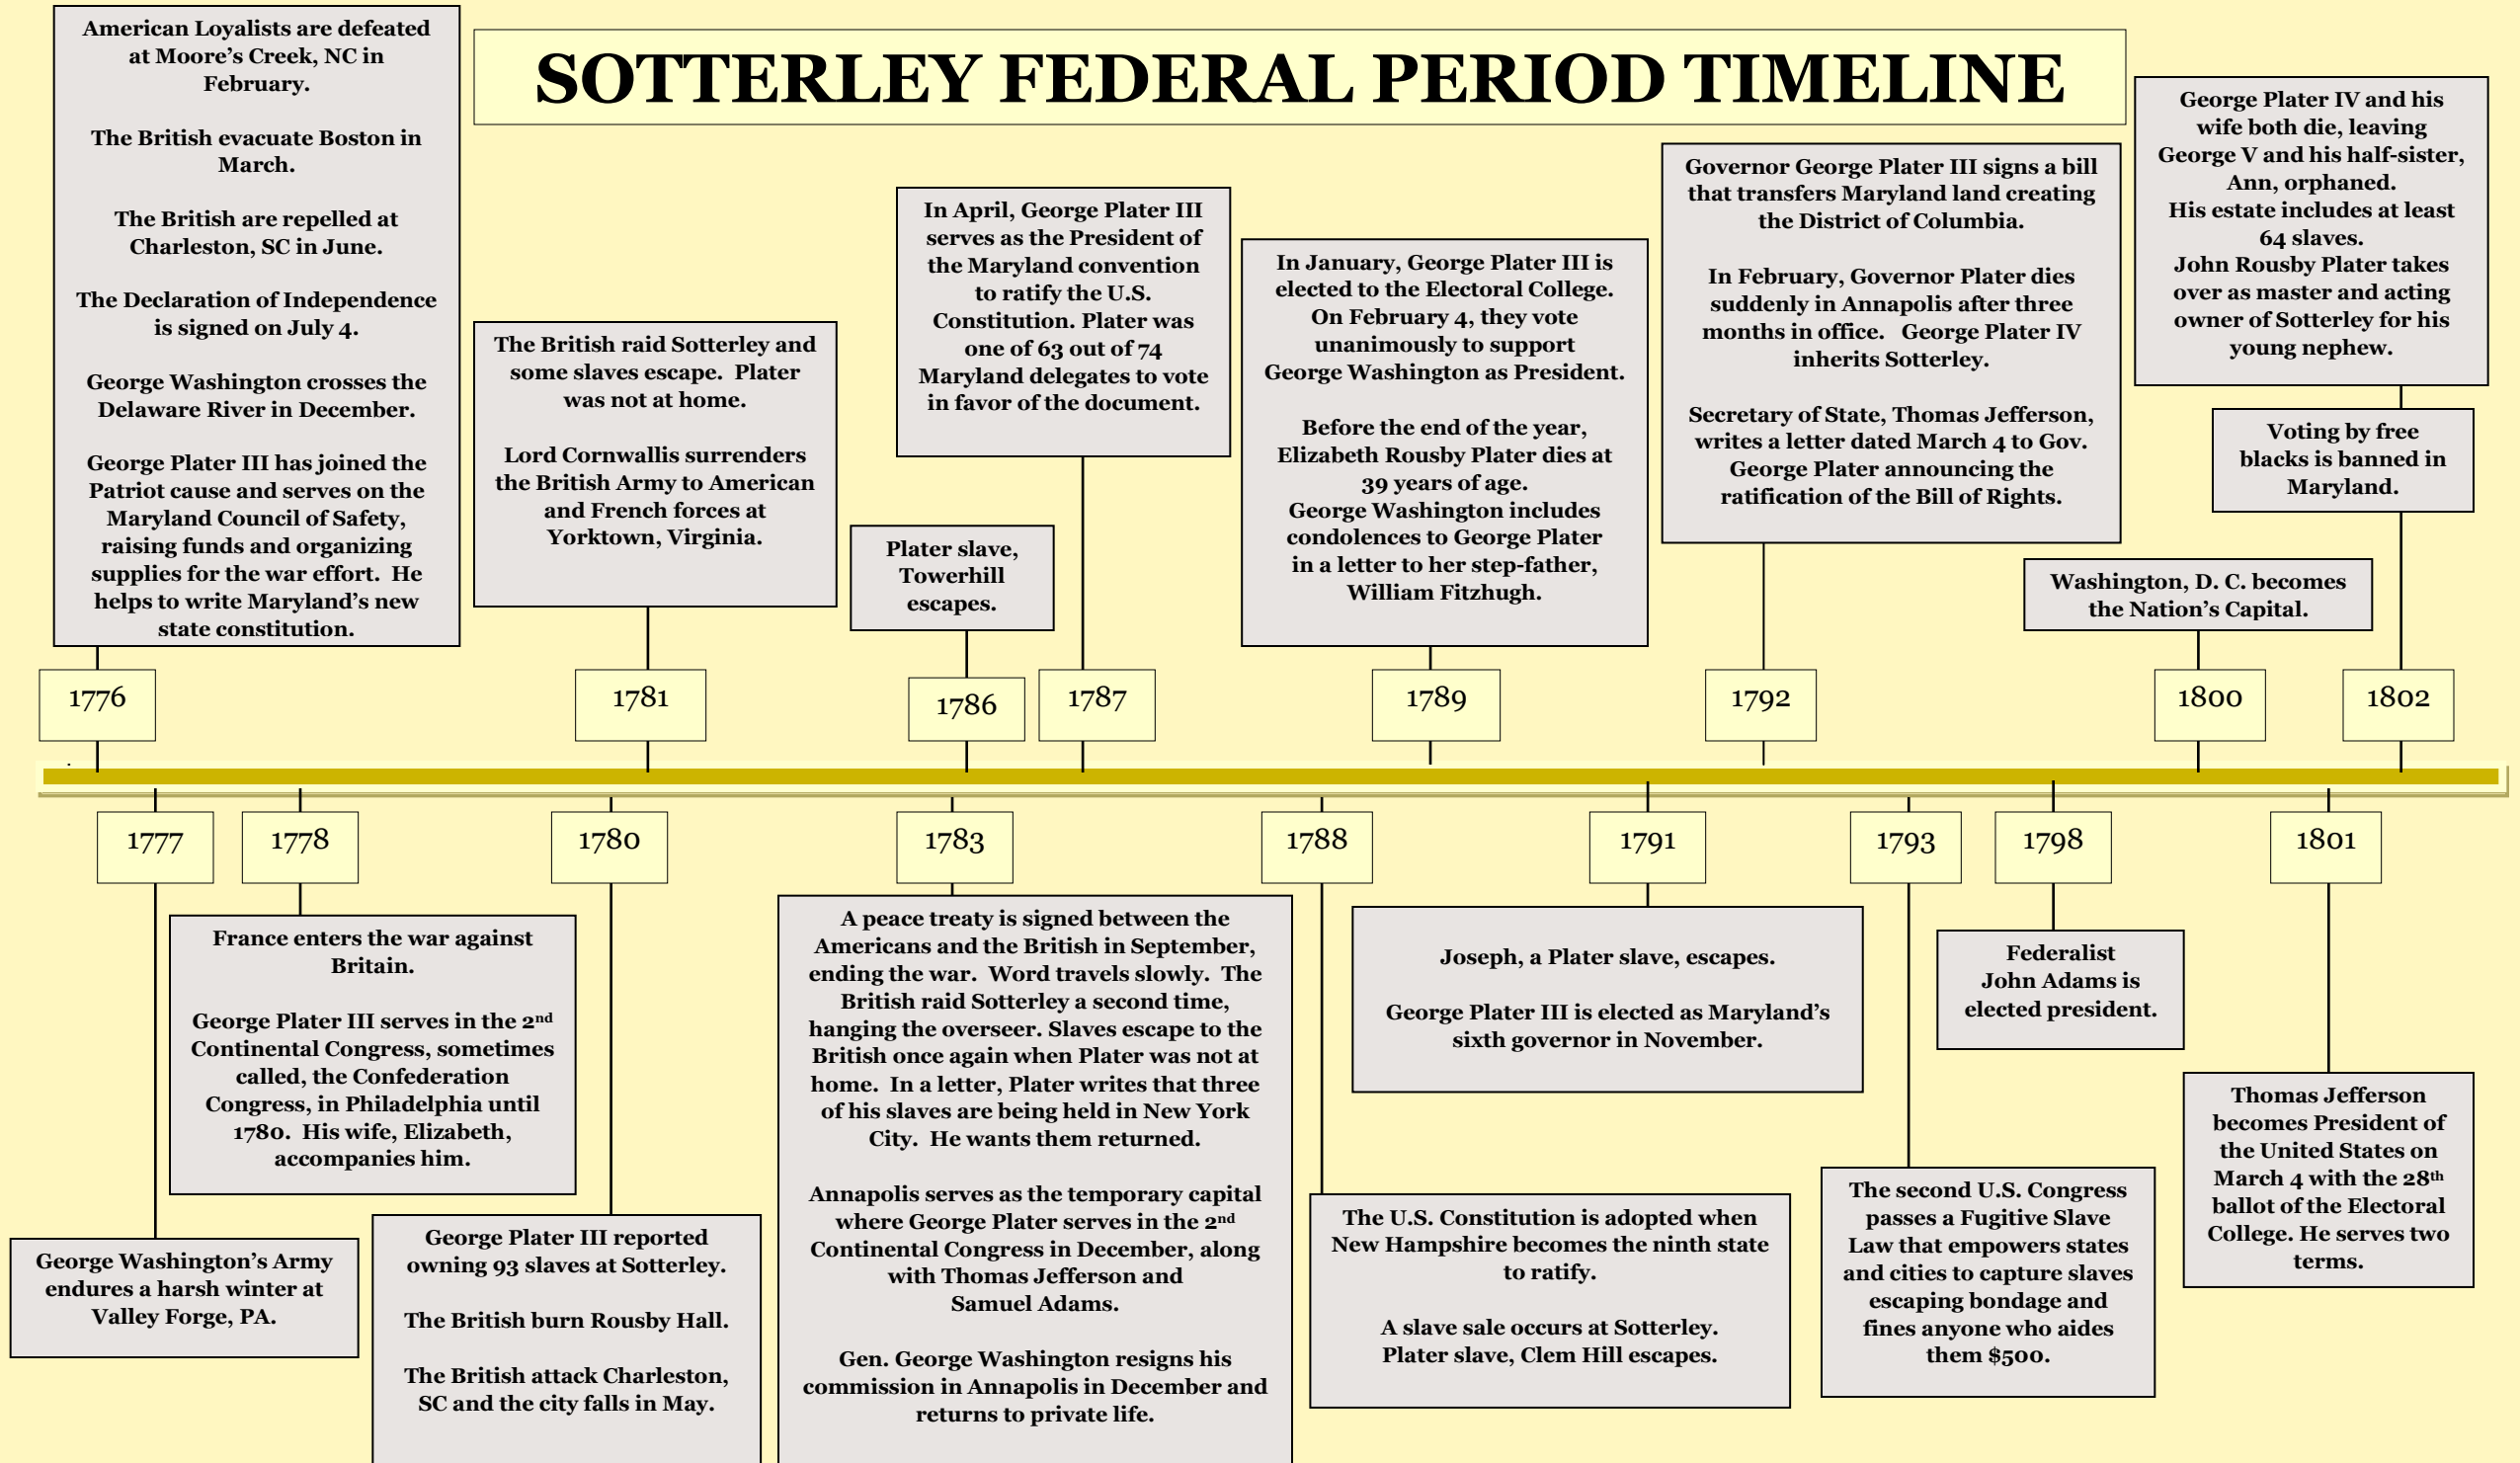 SOTTERLEY FEDERAL PERIOD TIMELINE
American Loyalists are defeated
at Moore’s Creek, NC in
February.
The British evacuate Boston in
March.
The British are repelled at
Charleston, SC in June.
The Declaration of Independence
is signed on July 4.
George Washington crosses the
Delaware River in December.
George Plater III has joined the
Patriot cause and serves on the
Maryland Council of Safety,
raising funds and organizing
supplies for the war effort. He
helps to write Maryland’s new
state constitution.
1776
The British raid Sotterley and
some slaves escape. Plater
was not at home.
Lord Cornwallis surrenders
the British Army to American
and French forces at
Yorktown, Virginia.
1781
Plater slave,
Towerhill
escapes.
1786
In April, George Plater III
serves as the President of
the Maryland convention
to ratify the U.S.
Constitution. Plater was
one of 63 out of 74
Maryland delegates to vote
in favor of the document.
1787
In January, George Plater III is
elected to the Electoral College.
On February 4, they vote
unanimously to support
George Washington as President.
Before the end of the year,
Elizabeth Rousby Plater dies at
39 years of age.
George Washington includes
condolences to George Plater
in a letter to her step-father,
William Fitzhugh.
1789
Governor George Plater III signs a bill
that transfers Maryland land creating
the District of Columbia.
In February, Governor Plater dies
suddenly in Annapolis after three
months in office. George Plater IV
inherits Sotterley.
Secretary of State, Thomas Jefferson,
writes a letter dated March 4 to Gov.
George Plater announcing the
ratification of the Bill of Rights.
1792
Washington, D. C. becomes
the Nation’s Capital.
1800
George Plater IV and his
wife both die, leaving
George V and his half-sister,
Ann, orphaned.
His estate includes at least
64 slaves.
John Rousby Plater takes
over as master and acting
owner of Sotterley for his
young nephew.
Voting by free
blacks is banned in
Maryland.
1802
1777
George Washington’s Army
endures a harsh winter at
Valley Forge, PA.
1778
France enters the war against
Britain.
George Plater III serves in the 2nd
Continental Congress, sometimes
called, the Confederation
Congress, in Philadelphia until
1780. His wife, Elizabeth,
accompanies him.
1780
George Plater III reported
owning 93 slaves at Sotterley.
The British burn Rousby Hall.
The British attack Charleston,
SC and the city falls in May.
1783
A peace treaty is signed between the
Americans and the British in September,
ending the war. Word travels slowly. The
British raid Sotterley a second time,
hanging the overseer. Slaves escape to the
British once again when Plater was not at
home. In a letter, Plater writes that three
of his slaves are being held in New York
City. He wants them returned.
Annapolis serves as the temporary capital
where George Plater serves in the 2nd
Continental Congress in December, along
with Thomas Jefferson and
Samuel Adams.
Gen. George Washington resigns his
commission in Annapolis in December and
returns to private life.
1788
The U.S. Constitution is adopted when
New Hampshire becomes the ninth state
to ratify.
A slave sale occurs at Sotterley.
Plater slave, Clem Hill escapes.
1791
Joseph, a Plater slave, escapes.
George Plater III is elected as Maryland’s
sixth governor in November.
1793
The second U.S. Congress
passes a Fugitive Slave
Law that empowers states
and cities to capture slaves
escaping bondage and
fines anyone who aides
them $500.
1798
Federalist
John Adams is
elected president.
1801
Thomas Jefferson
becomes President of
the United States on
March 4 with the 28th
ballot of the Electoral
College. He serves two
terms.